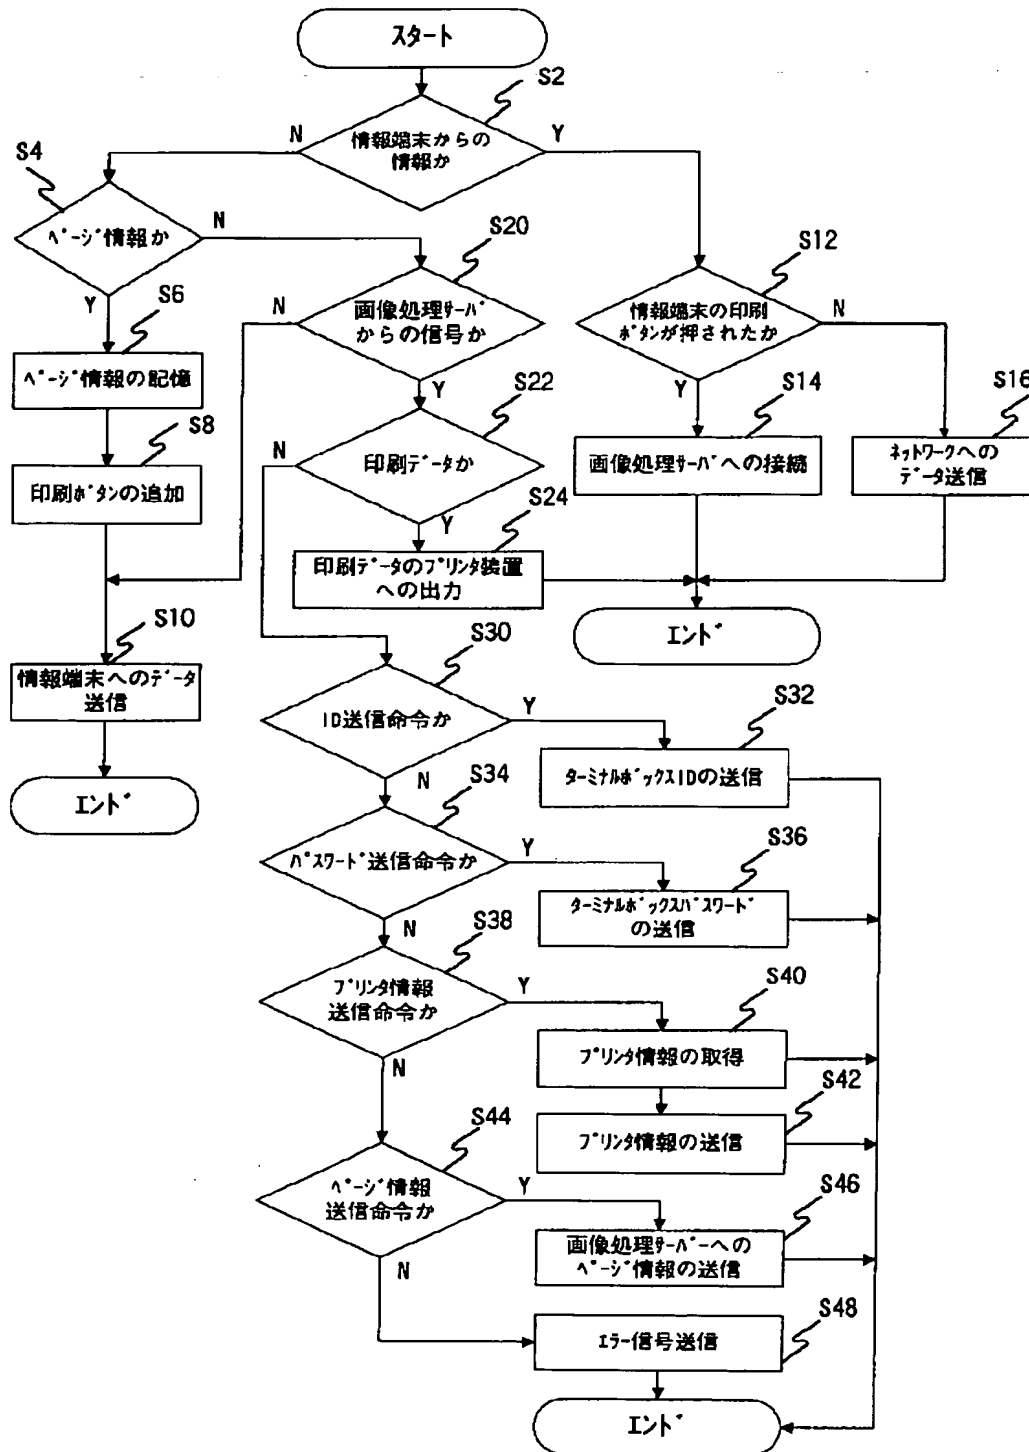 スタート
S2
情報端末からの
情報か
N
Y
S4
ページ情報か
N
Y
S20
画像処理サーバ
からの信号か
N
Y
S12
情報端末の印刷
ボタンが押されたか
N
Y
S6
ページ情報の記憶
S22
印刷データか
N
Y
S14
画像処理サーバへの接続
S16
ネットワークへの
データ送信
S8
印刷ボタンの追加
S24
印刷データのプリンタ装置
への出力
エンド
S10
情報端末へのデータ
送信
エンド
S30
ID送信命令か
Y
N
S32
ターミナルボックスIDの送信
S34
パスワード送信命令か
Y
N
S36
ターミナルボックスパスワード
の送信
S38
プリンタ情報
送信命令か
Y
N
S40
プリンタ情報の取得
S42
プリンタ情報の送信
S44
ページ情報
送信命令か
Y
N
S46
画像処理サーバーへの
ページ情報の送信
S48
エラー信号送信
エンド